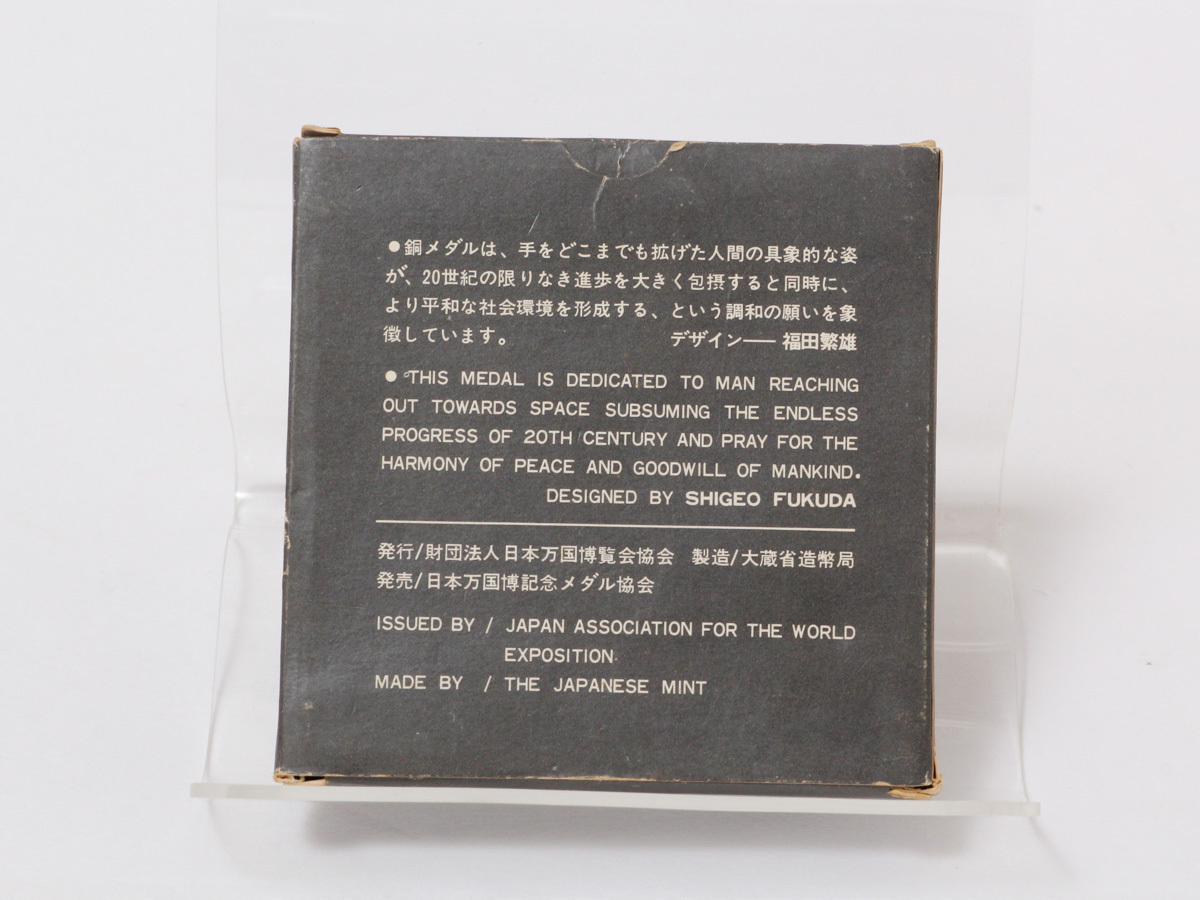 ●銅メダルは、手をどこまでも拡げた人間の具象的な姿
が、20世紀の限りなき進歩を大きく包摂すると同時に、
より平和な社会環境を形成する、という調和の願いを象
徴しています。 デザイン── 福田繁雄
● THIS MEDAL IS DEDICATED TO MAN REACHING
OUT TOWARDS SPACE SUBSUMING THE ENDLESS
PROGRESS OF 20TH CENTURY AND PRAY FOR THE
HARMONY OF PEACE AND GOODWILL OF MANKIND.
DESIGNED BY SHIGEO FUKUDA
発行/財団法人日本万国博覧会協会 製造/大蔵省造幣局
発売/日本万国博記念メダル協会
ISSUED BY / JAPAN ASSOCIATION FOR THE WORLD
EXPOSITION
MADE BY / THE JAPANESE MINT